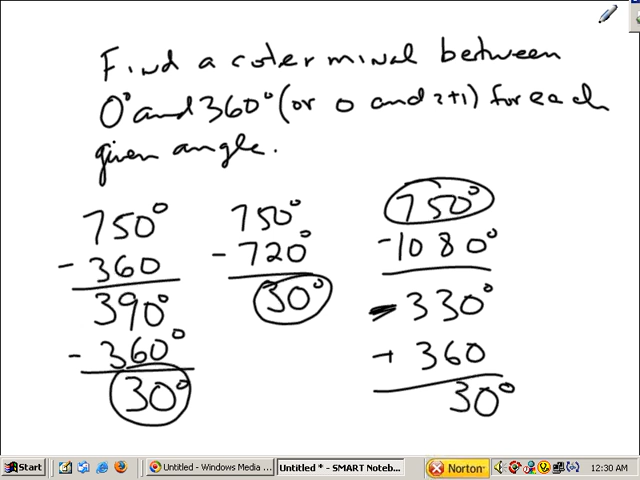 Find a coterminal between
0° and 360° (or 0 and 2π) for each
given angle.
750°
- 360
390°
- 360°
30°
750°
- 720°
30°
750°
- 1080°
- 330°
+ 360
30°
Start
Untitled - Windows Media ...
Untitled * - SMART Noteb...
Norton
12:30 AM